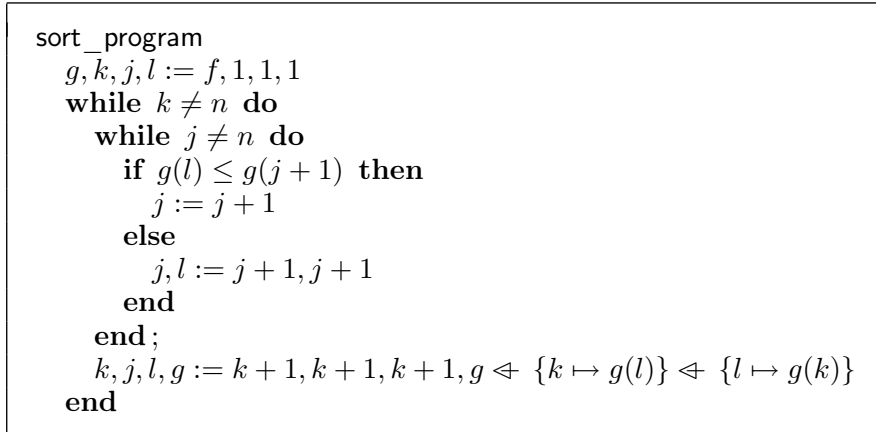 sort_program
g, k, j, l := f, 1, 1, 1
while k ≠ n do
while j ≠ n do
if g(l) ≤ g(j + 1) then
j := j + 1
else
j, l := j + 1, j + 1
end
end ;
k, j, l, g := k + 1, k + 1, k + 1, g ⩤ {k ↦ g(l)} ⩤ {l ↦ g(k)}
end